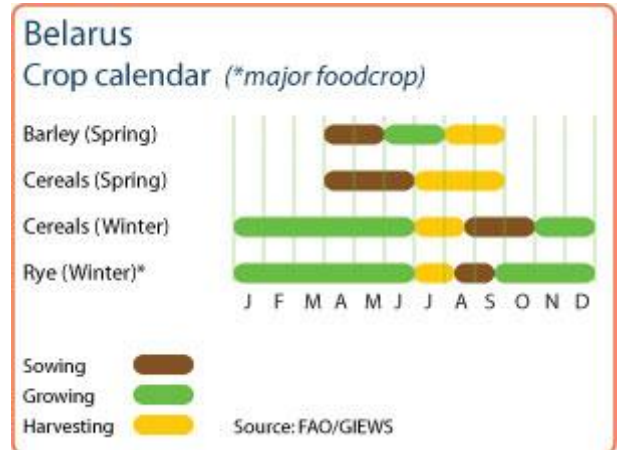 Belarus
Crop calendar (*major foodcrop)
Barley (Spring)
Cereals (Spring)
Cereals (Winter)
Rye (Winter)*
J F M A M J J A S O N D
Sowing
Growing
Harvesting
Source: FAO/GIEWS